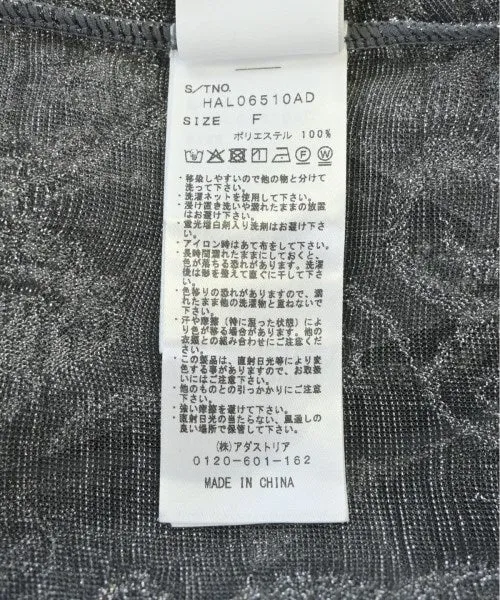 S/TNO.
HAL06510AD
SIZE F
ポリエステル 100%
・移染しやすいので他の物と分けて
洗って下さい。
・洗濯ネットを使用して下さい。
・浸け置き洗いや濡れたままの放置
はお避け下さい。
・蛍光増白剤入り洗剤はお避け下さ
い。
・アイロン時はあて布をして下さい。
・長時間濡れたままにしておくと、
色が落ちる恐れがあります。洗濯
後は形を整えて直ぐに干して下さ
い。
・色移りの恐れがありますので、濡
れたまま他の洗濯物と重ねないで
下さい。
・汗や摩擦（特に湿った状態）によ
り色が移る場合があります。他の
衣類との組み合わせにご注意くだ
さい。
・この製品は、直射日光等により変
色する事がありますので、お取扱
いにはご注意下さい。
・他のものとの引っかかりにご注意
下さい。
・強い摩擦を避けて下さい。
・直射日光の当たらない、風通しの
良い場所で保管して下さい。
(株)アダストリア
0120-601-162
MADE IN CHINA